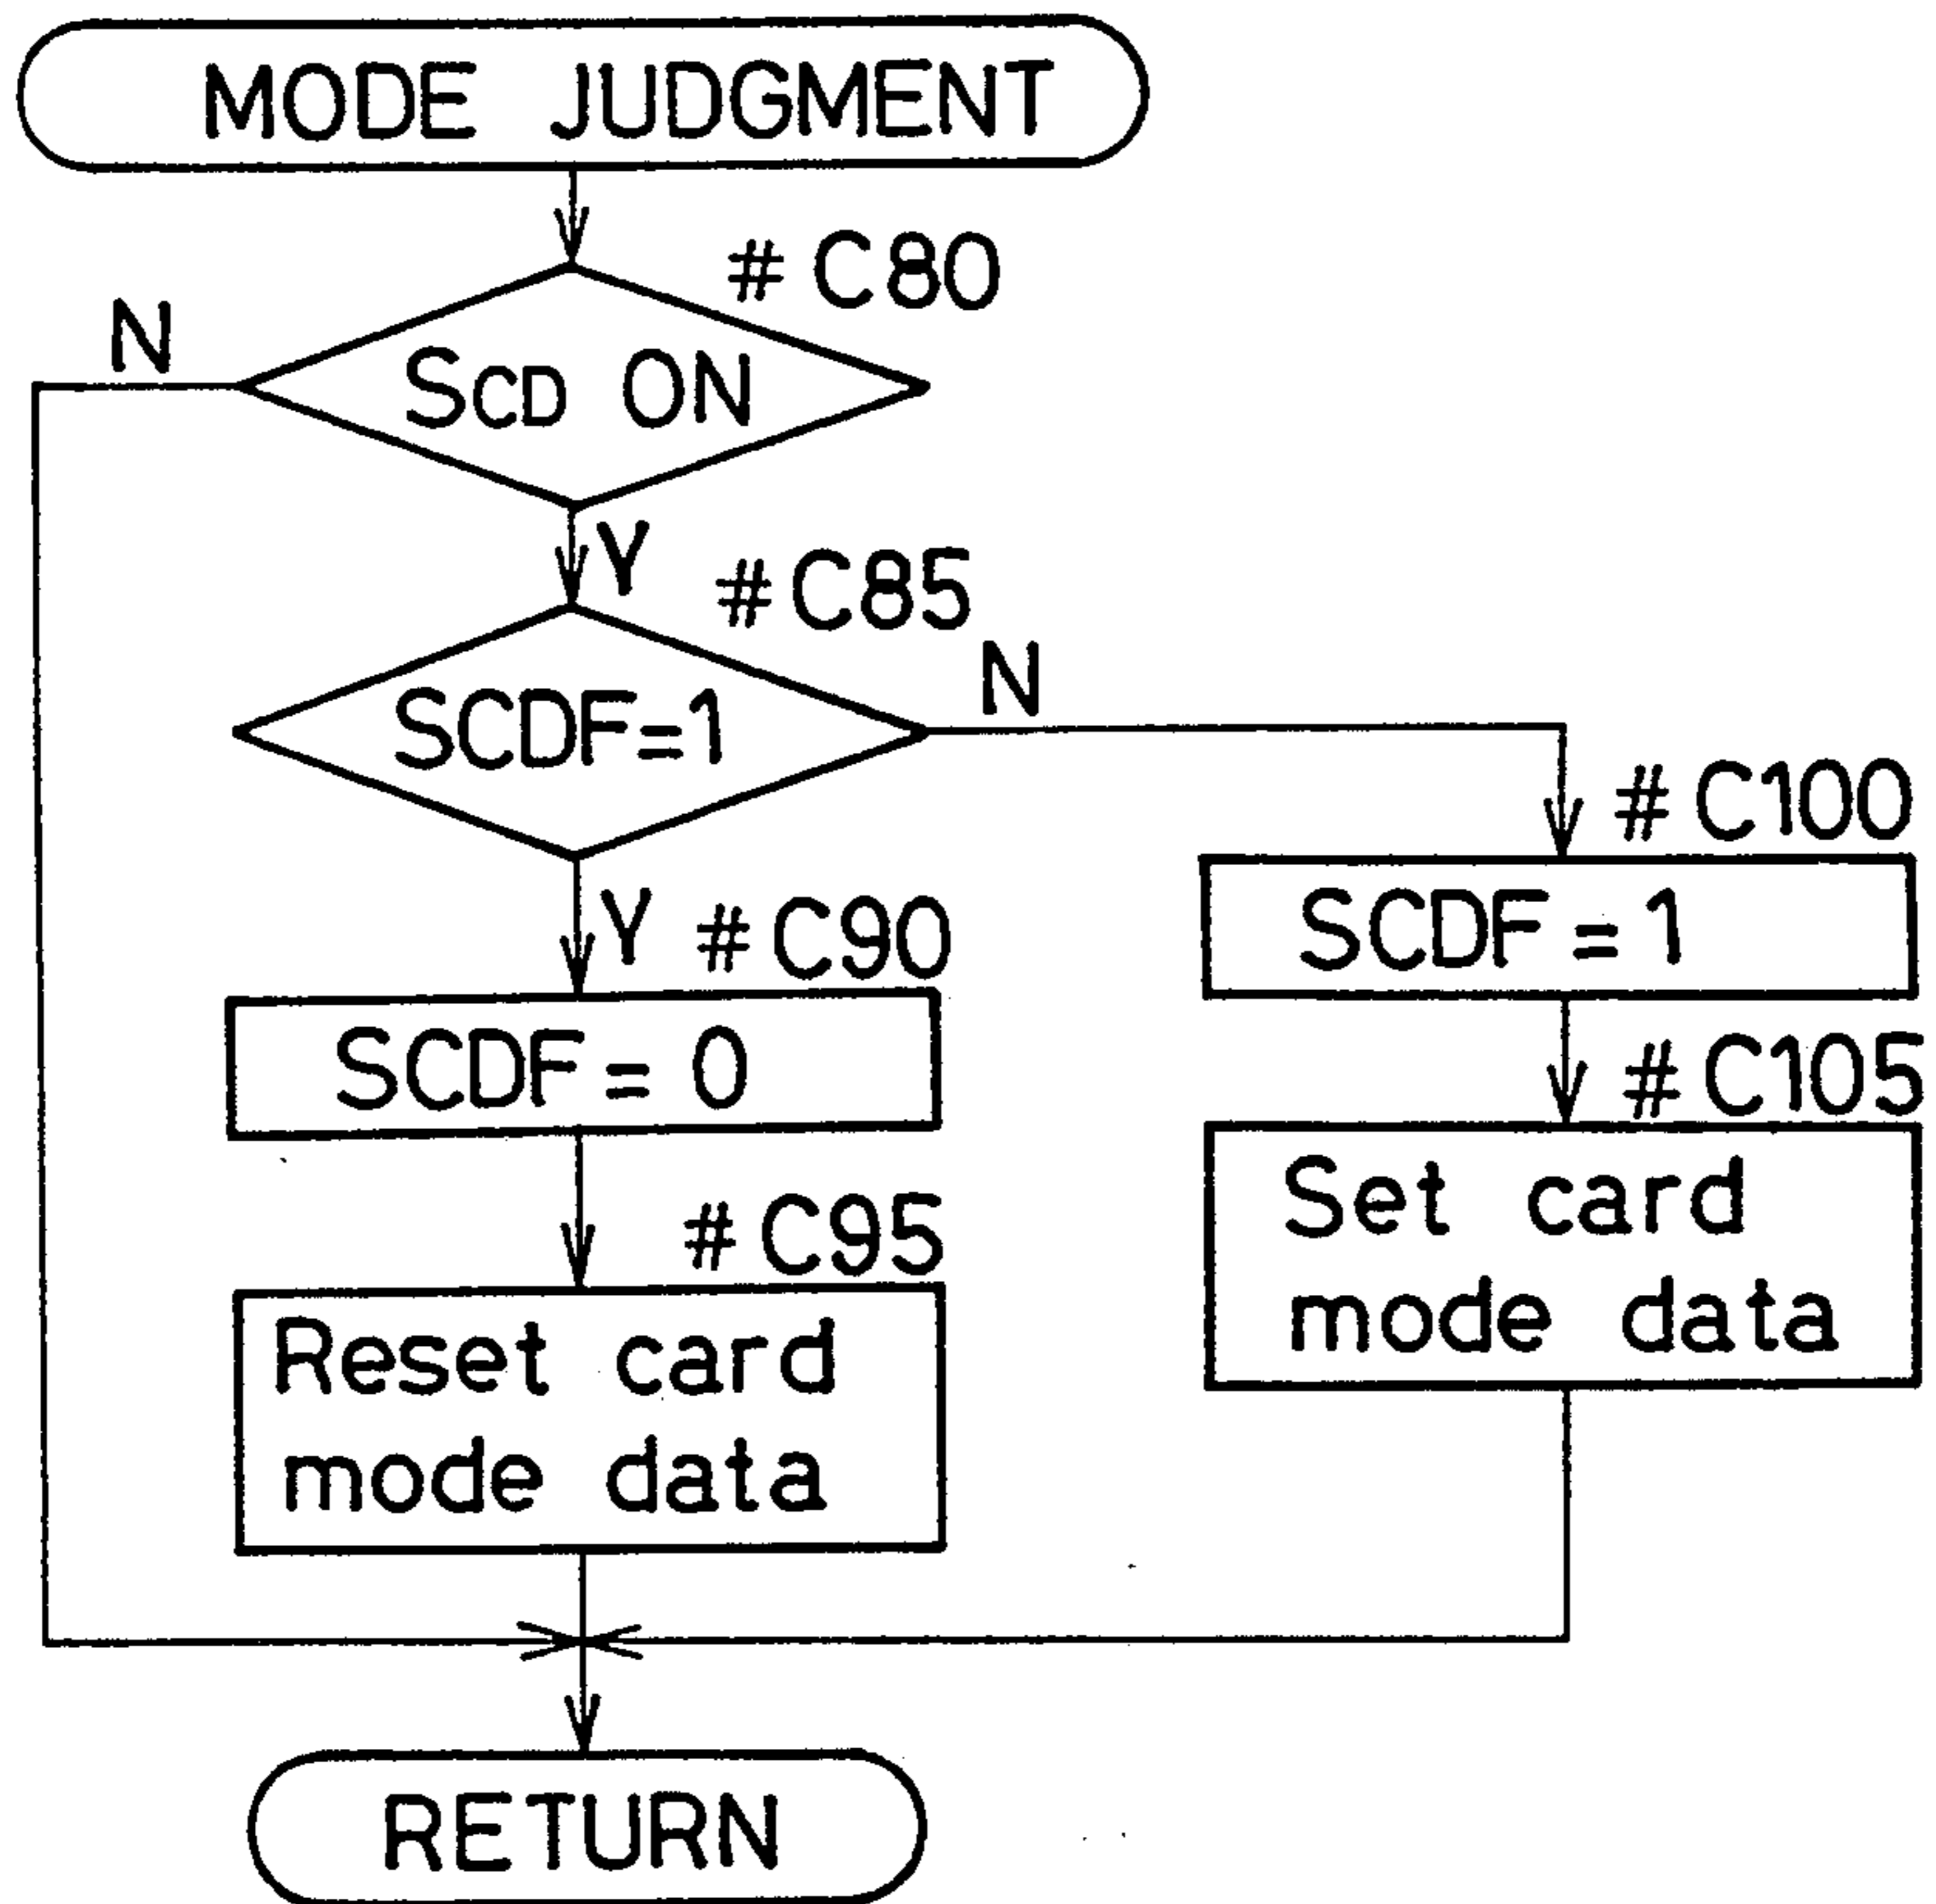 MODE JUDGMENT
#C80
N
SCD ON
Y
#C85
SCDF=1
N
#C100
SCDF=1
Y
#C90
SCDF=0
#C105
Set card
mode data
#C95
Reset card
mode data
RETURN